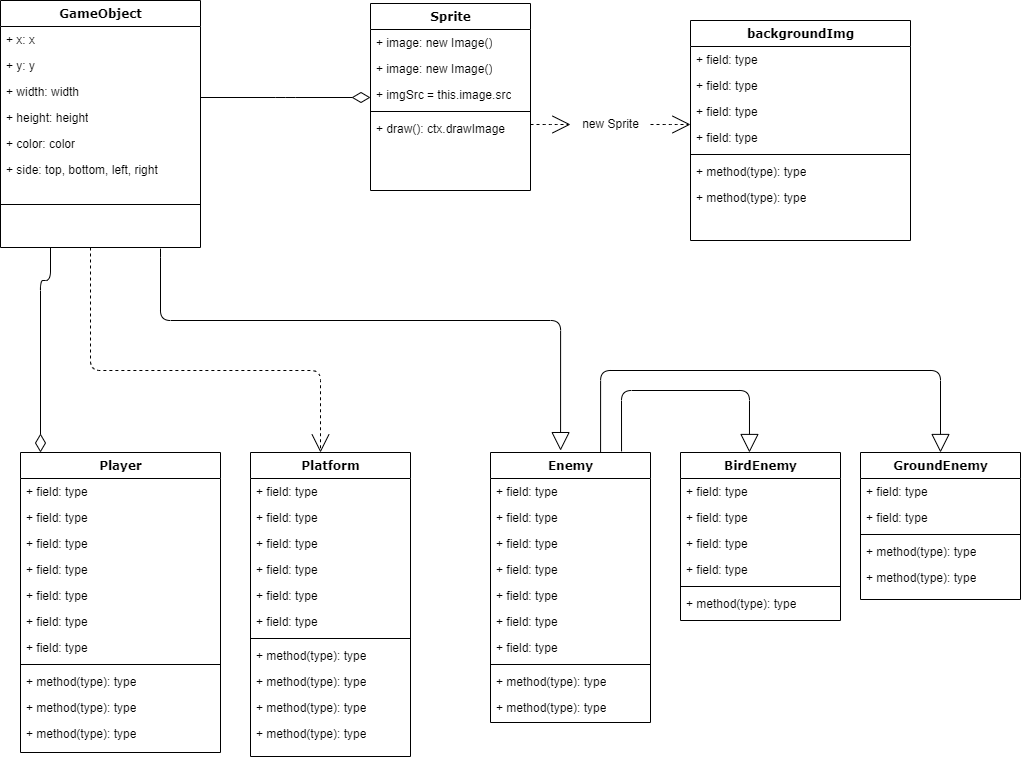 GameObject
+ x: x
+ y: y
+ width: width
+ height: height
+ color: color
+ side: top, bottom, left, right
Sprite
+ image: new Image()
+ image: new Image()
+ imgSrc = this.image.src
+ draw(): ctx.drawImage
new Sprite
backgroundImg
+ field: type
+ field: type
+ field: type
+ field: type
+ method(type): type
+ method(type): type
Player
+ field: type
+ field: type
+ field: type
+ field: type
+ field: type
+ field: type
+ field: type
+ method(type): type
+ method(type): type
+ method(type): type
Platform
+ field: type
+ field: type
+ field: type
+ field: type
+ field: type
+ field: type
+ method(type): type
+ method(type): type
+ method(type): type
+ method(type): type
Enemy
+ field: type
+ field: type
+ field: type
+ field: type
+ field: type
+ field: type
+ field: type
+ method(type): type
+ method(type): type
BirdEnemy
+ field: type
+ field: type
+ field: type
+ field: type
+ method(type): type
GroundEnemy
+ field: type
+ field: type
+ method(type): type
+ method(type): type